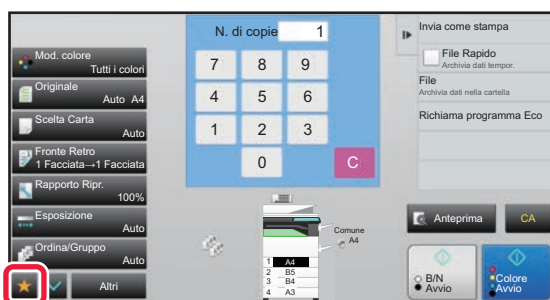 N. di copie 1
Mod. colore
Tutti i colori
Originale
Auto A4
Scelta Carta
Auto
Fronte Retro
1 Facciata→1 Facciata
Rapporto Ripr.
100%
Esposizione
Auto
Ordina/Gruppo
Auto
Altri
7 8 9
4 5 6
1 2 3
0 C
Comune
A4
1 A4
2 B5
3 B4
4 A3
Invia come stampa
File Rapido
Archivia dati tempor.
File
Archivia dati nella cartella
Richiama programma Eco
Anteprima CA
B/N
Avvio
Colore
Avvio